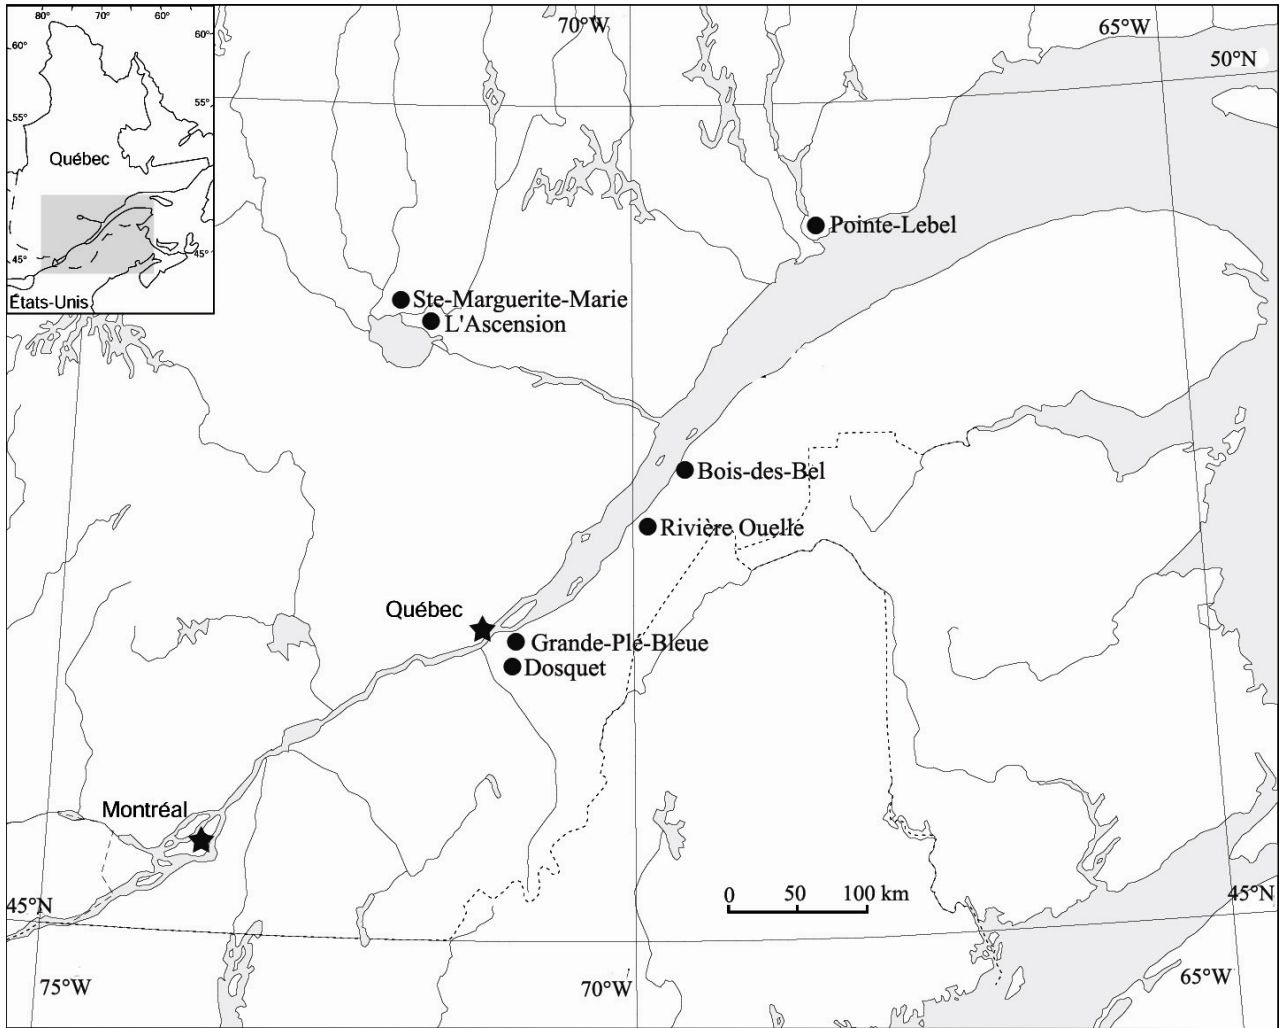 80°
70°
60°
60°
60°
55°
55°
Québec
45°
45°
États-Unis
70°W
65°W
50°N
Pointe-Lebel
Ste-Marguerite-Marie
L'Ascension
Bois-des-Bel
Rivière Ouelle
Québec
Grande-Plé-Bleue
Dosquet
Montréal
0 50 100 km
45°N
45°N
75°W
70°W
65°W